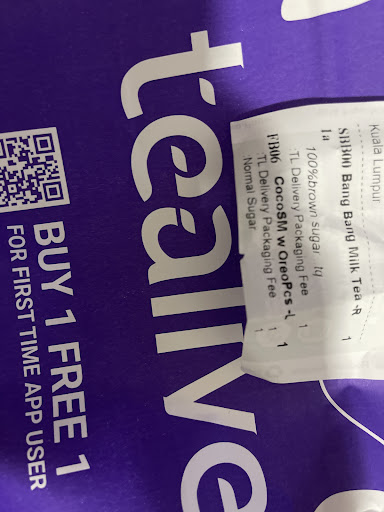 tealive
BUY 1 FREE 1
FOR FIRST TIME APP USER
Kuala Lumpur
SBB00 Bang Bang Milk Tea -R 1
1a
100%brown sugar 1
TL Delivery Packaging Fee 1
FB06 CocoSM w OreoPcs -L 1
TL Delivery Packaging Fee 1
Normal Sugar 1